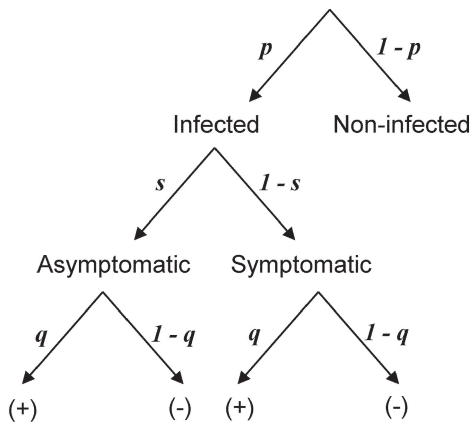 p 1 - p
Infected Non-infected
s 1 - s
Asymptomatic Symptomatic
q 1 - q q 1 - q
(+) (-) (+) (-)